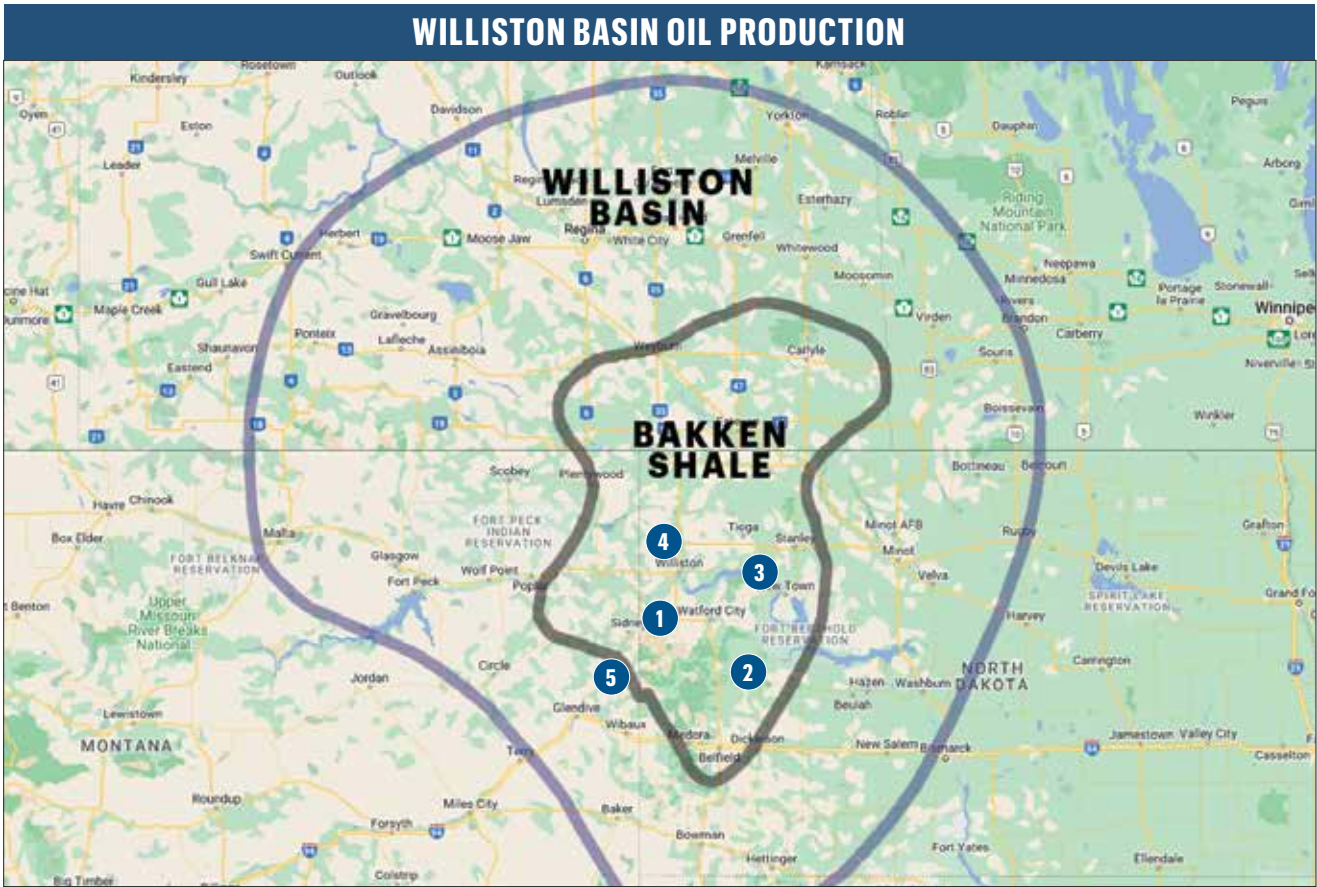 WILLISTON BASIN OIL PRODUCTION
Rosetown
Kamsack
Kindersley
Outlook
Oyen
Davidson
Yorkton
Roblin
Peguis
Eston
Dauphin
Leader
Melville
Arborg
WILLISTON
BASIN
Lumsden
Esterhazy
Riding
Mountain
National Park
Herbert
Moose Jaw
Regina
White City
Grenfell
Whitewood
Swift Current
Moosomin
Neepawa
Minnedosa
Gull Lake
Portage
la Prairie
Stonewall
Maple Creek
Rivers
Brandon
Virden
Gravelbourg
Ponteix
Lafleche
Assiniboia
Carberry
Shaunavon
Weyburn
Carlyle
Souris
Niverville
Eastend
Boissevain
Winkler
BAKKEN
SHALE
Scobey
Plentywood
Bottineau
Belcourt
Havre
Chinook
FORT PECK
INDIAN
RESERVATION
Box Elder
Malta
Tioga
Stanley
Minot AFB
Rugby
Grafton
4
Glasgow
Williston
Minot
FORT BELKNAP
RESERVATION
Wolf Point
3
Velva
Devils Lake
Fort Peck
SPIRIT LAKE
RESERVATION
Upper
Missouri
River Breaks
National
1
Watford City
Harvey
FORT BERTHOLD
RESERVATION
Circle
5
2
NORTH
DAKOTA
Carrington
Jordan
Hazen
Washburn
Glendive
Beulah
Lewistown
Wibaux
MONTANA
Medora
Dickinson
New Salem
Bismarck
Jamestown
Valley City
Terry
Belfield
Casselton
Roundup
Miles City
Baker
Forsyth
Bowman
Fort Yates
Hettinger
Ellendale
Colstrip
Big Timber